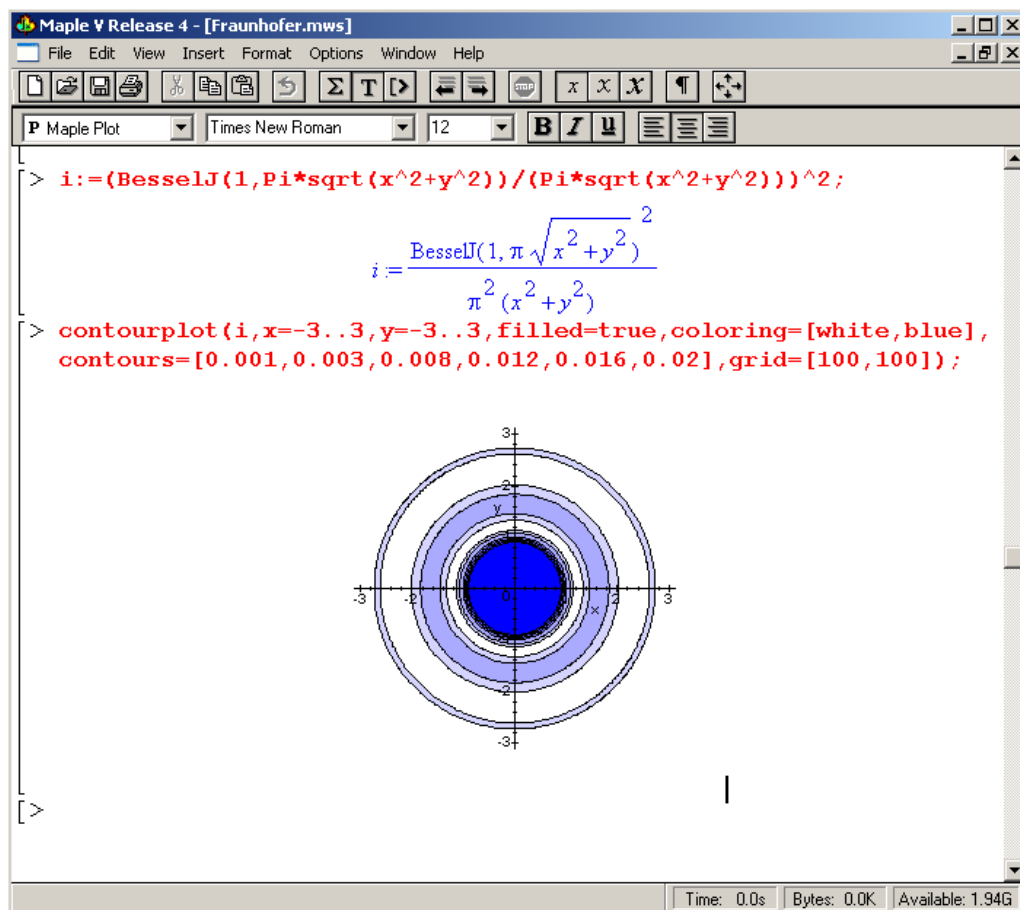 Maple V Release 4 - [Fraunhofer.mws]
File Edit View Insert Format Options Window Help
Σ T [> STOP x x x ¶
P Maple Plot Times New Roman 12 B I u
> i:=(BesselJ(1,Pi*sqrt(x^2+y^2))/(Pi*sqrt(x^2+y^2)))^2;
i := BesselJ(1, π √(x^2 + y^2))^2 / (π^2 (x^2 + y^2))
> contourplot(i,x=-3..3,y=-3..3,filled=true,coloring=[white,blue],
contours=[0.001,0.003,0.008,0.012,0.016,0.02],grid=[100,100]);
3
2
y
1
-3 -2 0 2 3
x
-2
-3
>
Time: 0.0s Bytes: 0.0K Available: 1.94G